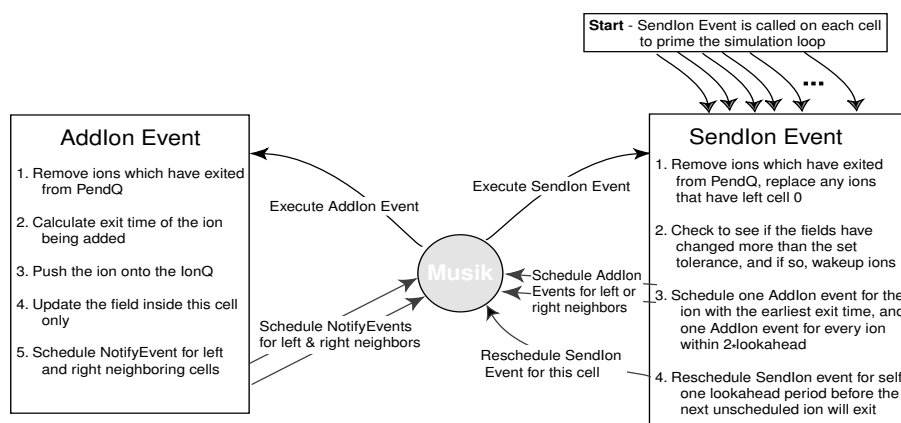 Start - SendIon Event is called on each cell
to prime the simulation loop
...
AddIon Event
1. Remove ions which have exited
from PendQ
2. Calculate exit time of the ion
being added
3. Push the ion onto the IonQ
4. Update the field inside this cell
only
5. Schedule NotifyEvent for left
and right neighboring cells
Execute AddIon Event
Execute SendIon Event
Musik
Schedule NotifyEvents
for left & right neighbors
Schedule AddIon
Events for left or
right neighbors
Reschedule SendIon
Event for this cell
SendIon Event
1. Remove ions which have exited
from PendQ, replace any ions
that have left cell 0
2. Check to see if the fields have
changed more than the set
tolerance, and if so, wakeup ions
3. Schedule one AddIon event for the
ion with the earliest exit time, and
one AddIon event for every ion
within 2*lookahead
4. Reschedule SendIon event for self
one lookahead period before the
next unscheduled ion will exit